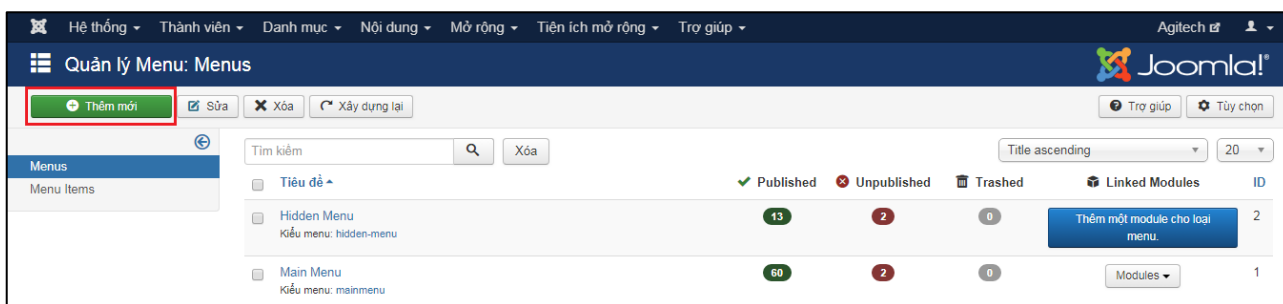 Hệ thống Thành viên Danh mục Nội dung Mở rộng Tiện ích mở rộng Trợ giúp Agitech
Quản lý Menu: Menus Joomla!®
Thêm mới Sửa Xóa Xây dựng lại Trợ giúp Tùy chọn
Tìm kiếm Xóa Title ascending 20
Menus
Menu Items
Tiêu đề Published Unpublished Trashed Linked Modules ID
Hidden Menu 13 2 0 Thêm một module cho loại menu. 2
Kiểu menu: hidden-menu
Main Menu 60 2 0 Modules 1
Kiểu menu: mainmenu